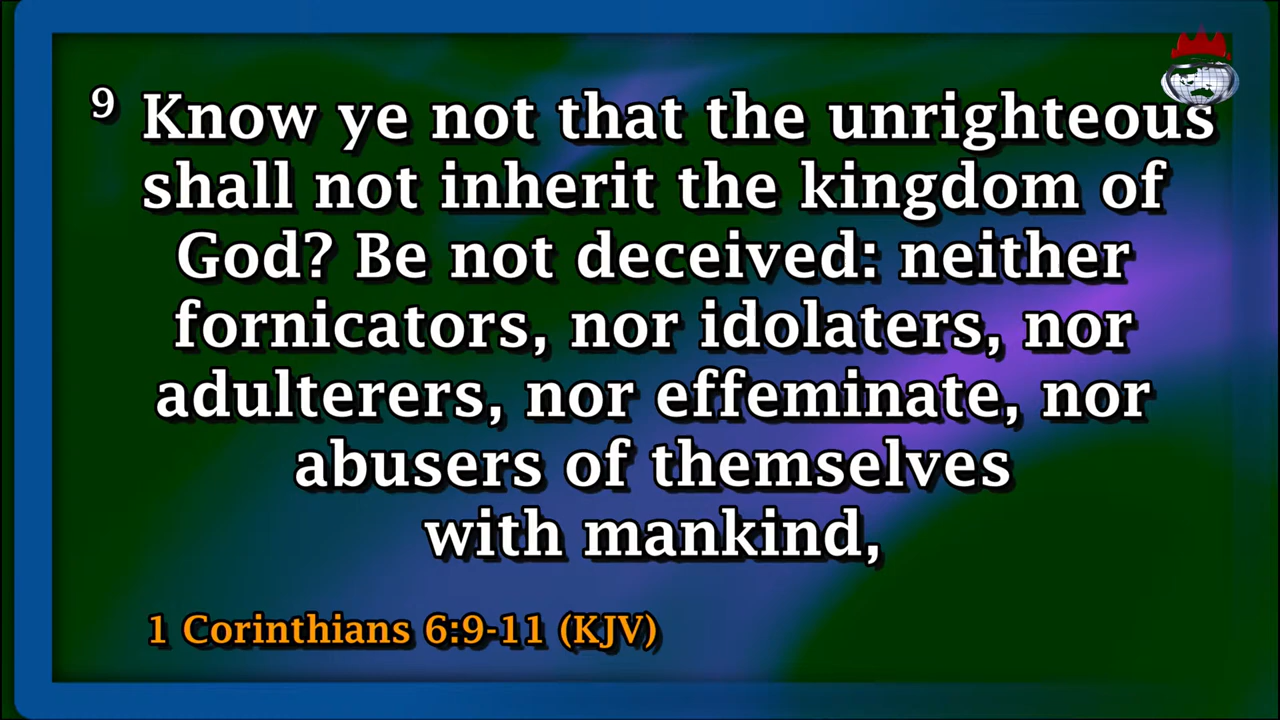 9 Know ye not that the unrighteous
shall not inherit the kingdom of
God? Be not deceived: neither
fornicators, nor idolaters, nor
adulterers, nor effeminate, nor
abusers of themselves
with mankind,
1 Corinthians 6:9-11 (KJV)